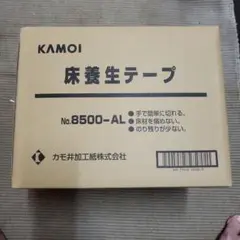 KAMOI
床養生テープ
No.8500-AL
● 手で簡単に切れる。
● 床材を傷めない。
● のり残りが少ない。
カモ井加工紙株式会社